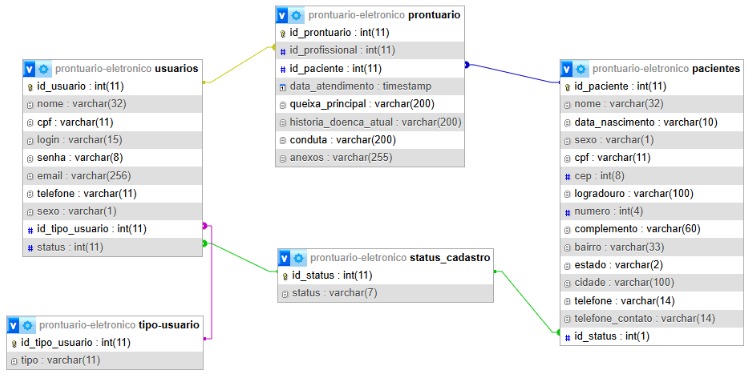 prontuario-eletronico prontuario
id_prontuario : int(11)
id_profissional : int(11)
id_paciente : int(11)
data_atendimento : timestamp
queixa_principal : varchar(200)
historia_doenca_atual : varchar(200)
conduta : varchar(200)
anexos : varchar(255)
prontuario-eletronico usuarios
id_usuario : int(11)
nome : varchar(32)
cpf : varchar(11)
login : varchar(15)
senha : varchar(8)
email : varchar(256)
telefone : varchar(11)
sexo : varchar(1)
id_tipo_usuario : int(11)
status : int(11)
prontuario-eletronico pacientes
id_paciente : int(11)
nome : varchar(32)
data_nascimento : varchar(10)
sexo : varchar(1)
cpf : varchar(11)
cep : int(8)
logradouro : varchar(100)
numero : int(4)
complemento : varchar(60)
bairro : varchar(33)
estado : varchar(2)
cidade : varchar(100)
telefone : varchar(14)
telefone_contato : varchar(14)
id_status : int(1)
prontuario-eletronico status_cadastro
id_status : int(11)
status : varchar(7)
prontuario-eletronico tipo-usuario
id_tipo_usuario : int(11)
tipo : varchar(11)